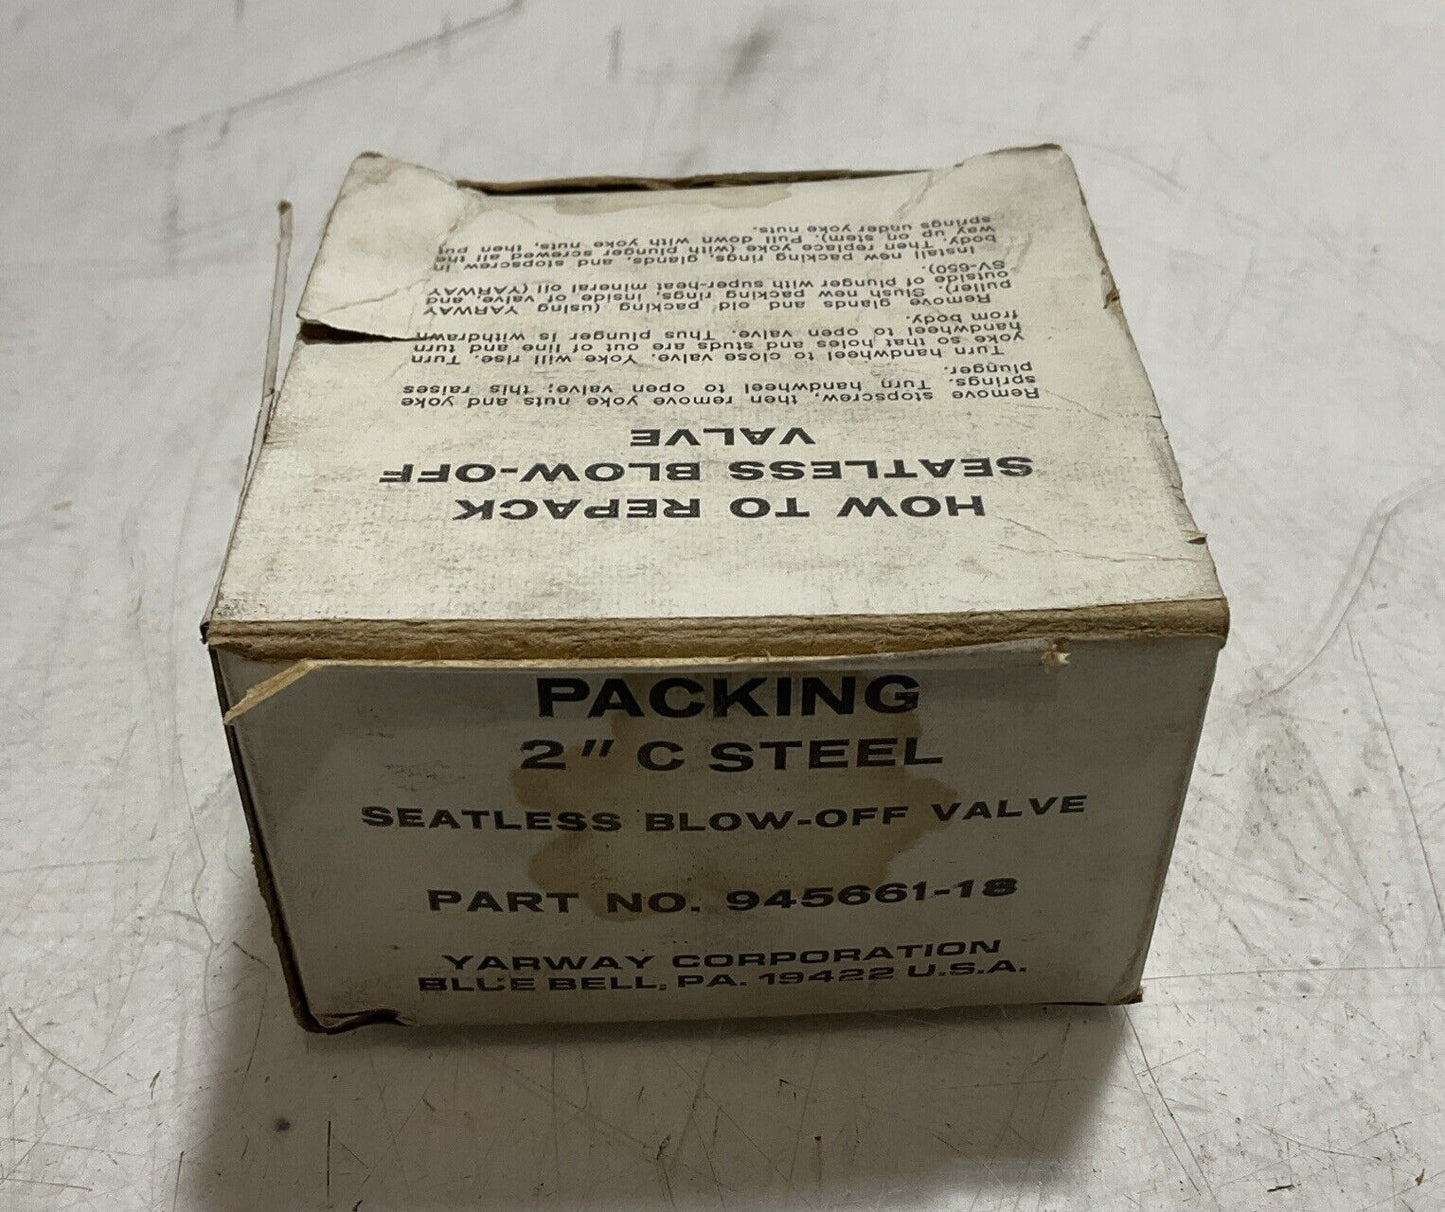 HOW TO REPACK
SEATLESS BLOW-OFF
VALVE
Remove stopscrew, then remove yoke nuts and yoke
springs. Turn handwheel to open valve; this raises
plunger.
Turn handwheel to close valve. Yoke will rise. Turn
yoke so that holes and studs are out of line and turn
handwheel to open valve. Thus plunger is withdrawn
from body.
Remove glands and old packing (using YARWAY
puller). Slush new packing rings, inside of valve, and
outside of plunger with super-heat mineral oil (YARWAY
SV-650).
Install new packing rings, glands, and stopscrew in
body. Then replace yoke (with plunger screwed all the
way up on stem). Pull down with yoke nuts, then put
springs under yoke nuts.
PACKING
2" C STEEL
SEATLESS BLOW-OFF VALVE
PART NO. 945661-18
YARWAY CORPORATION
BLUE BELL, PA. 19422 U.S.A.